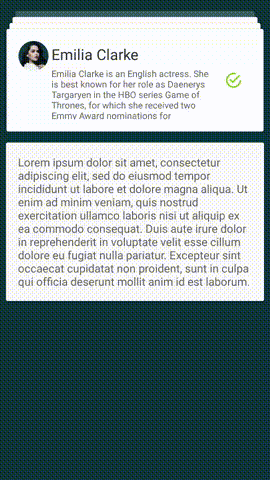 Emilia Clarke
Emilia Clarke is an English actress. She
is best known for her role as Daenerys
Targaryen in the HBO series Game of
Thrones, for which she received two
Emmy Award nominations for
Lorem ipsum dolor sit amet, consectetur
adipiscing elit, sed do eiusmod tempor
incididunt ut labore et dolore magna aliqua. Ut
enim ad minim veniam, quis nostrud
exercitation ullamco laboris nisi ut aliquip ex
ea commodo consequat. Duis aute irure dolor
in reprehenderit in voluptate velit esse cillum
dolore eu fugiat nulla pariatur. Excepteur sint
occaecat cupidatat non proident, sunt in culpa
qui officia deserunt mollit anim id est laborum.